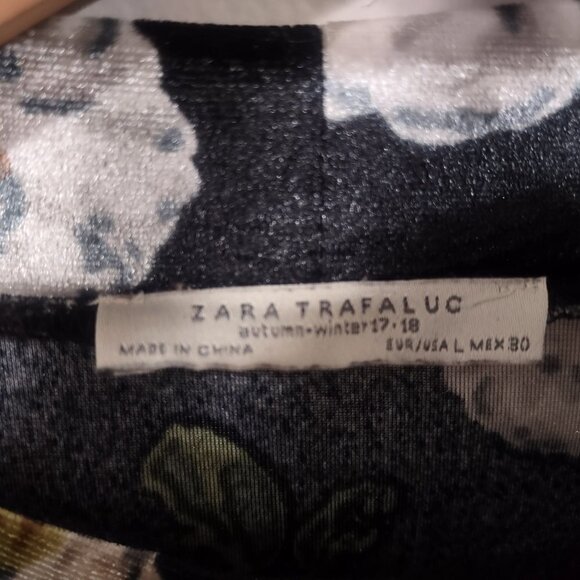 ZARA TRAFALUC
autumn-winter 17-18
MADE IN CHINA EUR/USA L MEX 30